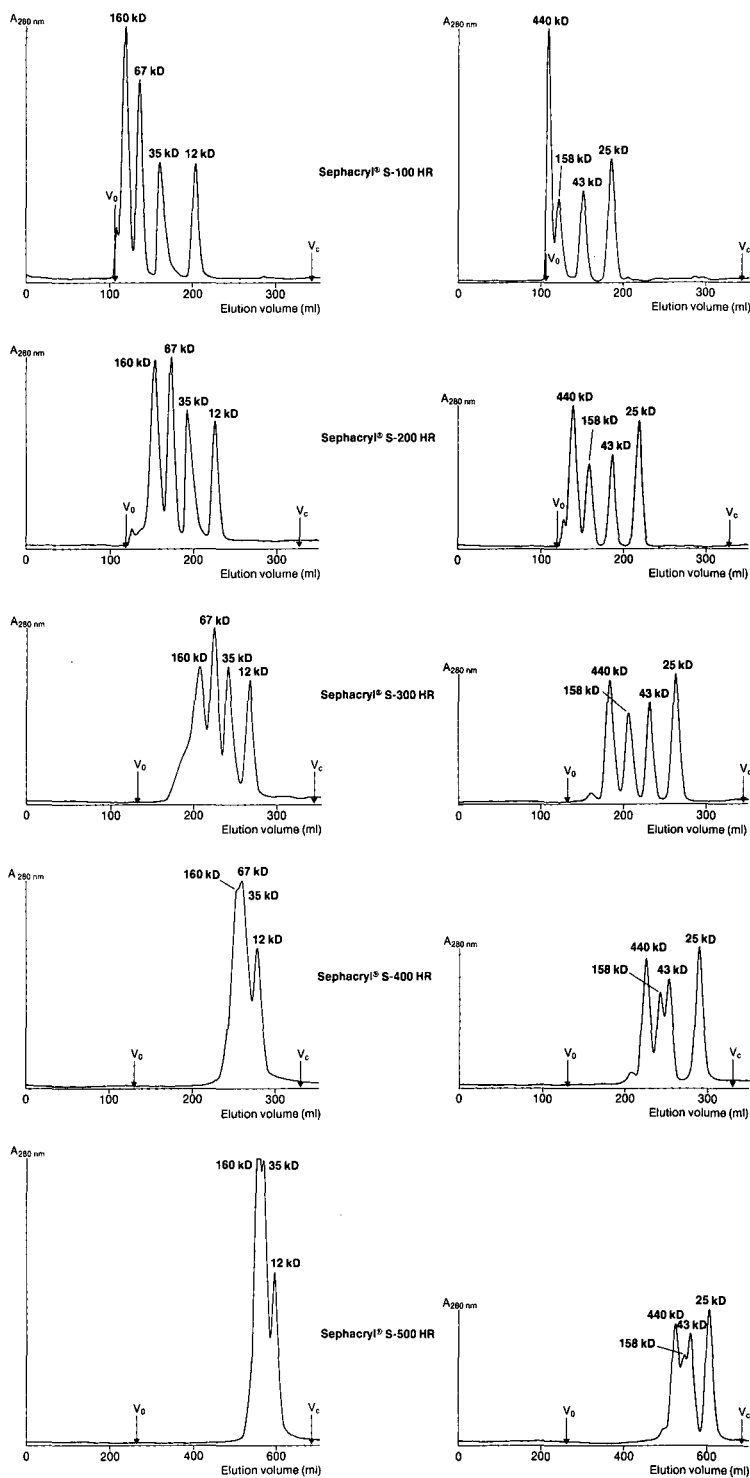 A280 nm
160 kD
67 kD
35 kD 12 kD
V0
Vc
0 100 200 300
Elution volume (ml)
Sephacryl® S-100 HR
A280 nm
440 kD
158 kD
43 kD
25 kD
V0
Vc
0 100 200 300
Elution volume (ml)
A280 nm
67 kD
160 kD
35 kD
12 kD
V0
Vc
0 100 200 300
Elution volume (ml)
Sephacryl® S-200 HR
A280 nm
440 kD
158 kD
43 kD
25 kD
V0
Vc
0 100 200 300
Elution volume (ml)
A280 nm
67 kD
160 kD
35 kD
12 kD
V0
Vc
0 100 200 300
Elution volume (ml)
Sephacryl® S-300 HR
A280 nm
440 kD
158 kD
43 kD
25 kD
V0
Vc
0 100 200 300
Elution volume (ml)
A280 nm
160 kD
67 kD
35 kD
12 kD
V0
Vc
0 100 200 300
Elution volume (ml)
Sephacryl® S-400 HR
A280 nm
440 kD
158 kD
43 kD
25 kD
V0
Vc
0 100 200 300
Elution volume (ml)
A280 nm
160 kD 35 kD
12 kD
V0
Vc
0 200 400 600
Elution volume (ml)
Sephacryl® S-500 HR
A280 nm
440 kD
43 kD
25 kD
158 kD
V0
Vc
0 200 400 600
Elution volume (ml)